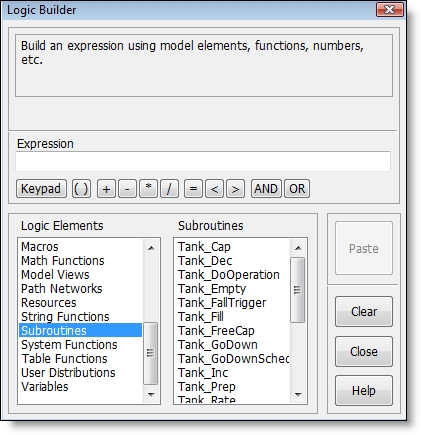 Logic Builder
Build an expression using model elements, functions, numbers,
etc.
Expression
Keypad ( ) + - * / = < > AND OR
Logic Elements
Macros
Math Functions
Model Views
Path Networks
Resources
String Functions
Subroutines
System Functions
Table Functions
User Distributions
Variables
Subroutines
Tank_Cap
Tank_Dec
Tank_DoOperation
Tank_Empty
Tank_FallTrigger
Tank_Fill
Tank_FreeCap
Tank_GoDown
Tank_GoDownSched
Tank_Inc
Tank_Prep
Tank_Rate
Paste
Clear
Close
Help